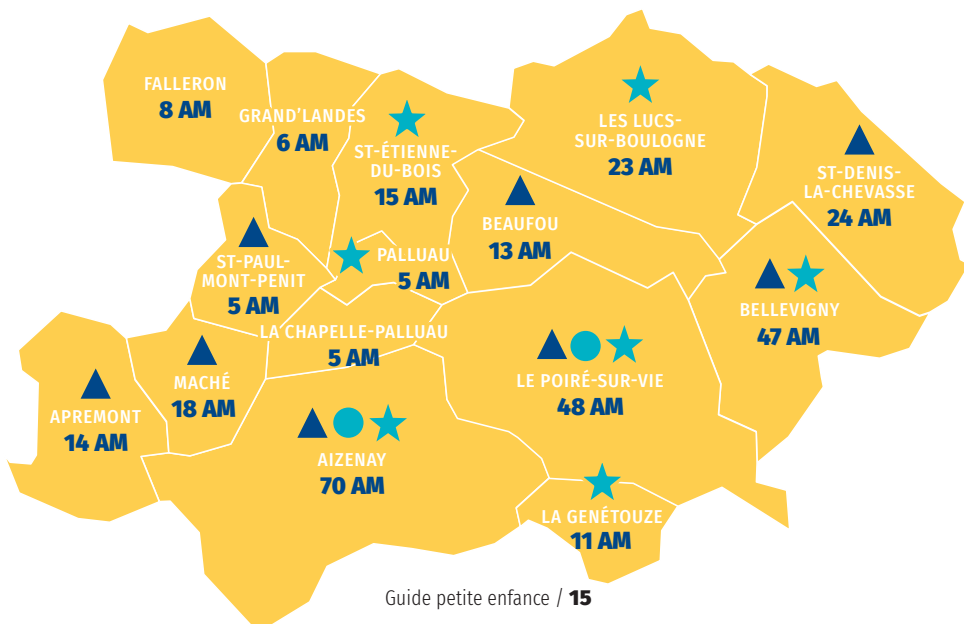 FALLERON
8 AM
GRAND'LANDES
6 AM
ST-ÉTIENNE-
DU-BOIS
15 AM
LES LUCS-
SUR-BOULOGNE
23 AM
ST-DENIS-
LA-CHEVASSE
24 AM
BEAUFOU
13 AM
ST-PAUL-
MONT-PENIT
5 AM
PALLUAU
5 AM
BELLEVIGNY
47 AM
LA CHAPELLE-PALLUAU
5 AM
LE POIRÉ-SUR-VIE
48 AM
MACHÉ
18 AM
APREMONT
14 AM
AIZENAY
70 AM
LA GENÉTOUZE
11 AM
Guide petite enfance / 15